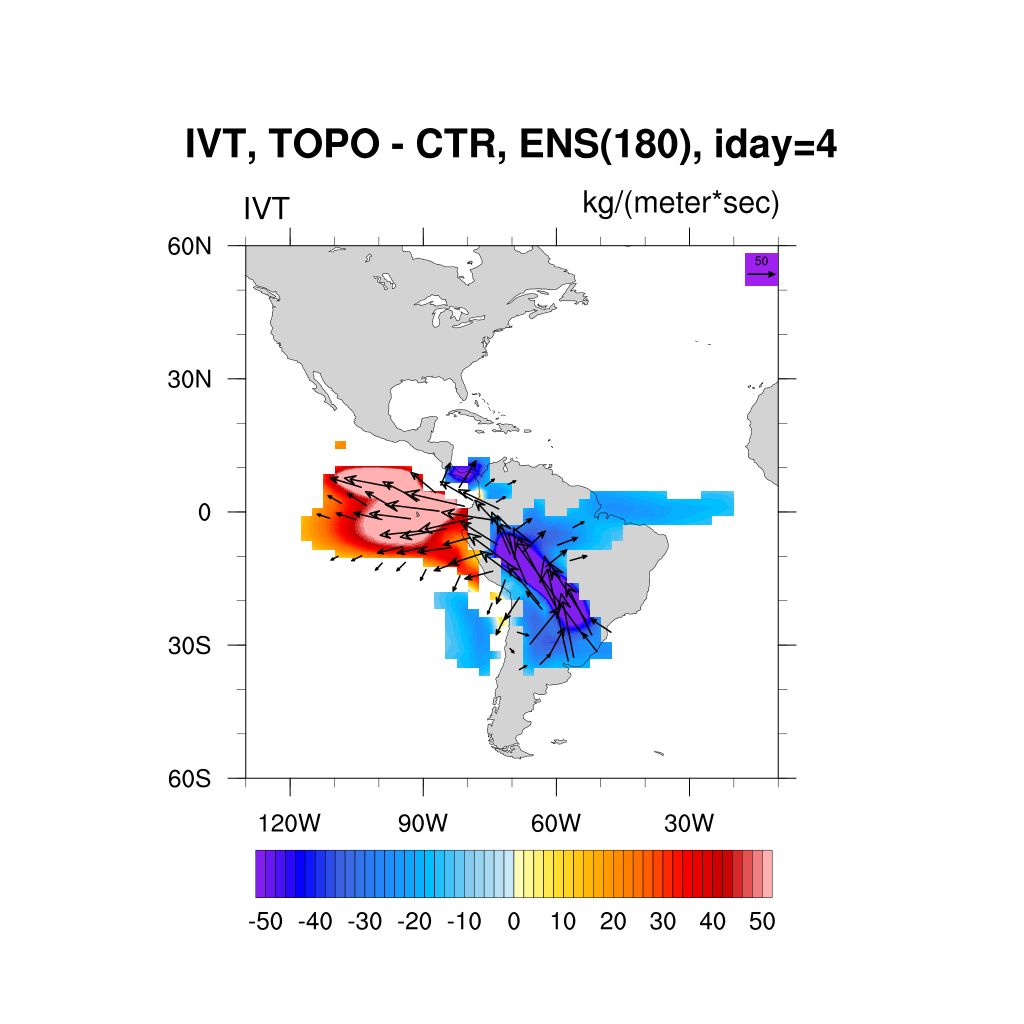 IVT, TOPO - CTR, ENS(180), iday=4
IVT kg/(meter*sec)
60N
50
30N
0
30S
60S
120W 90W 60W 30W
-50 -40 -30 -20 -10 0 10 20 30 40 50